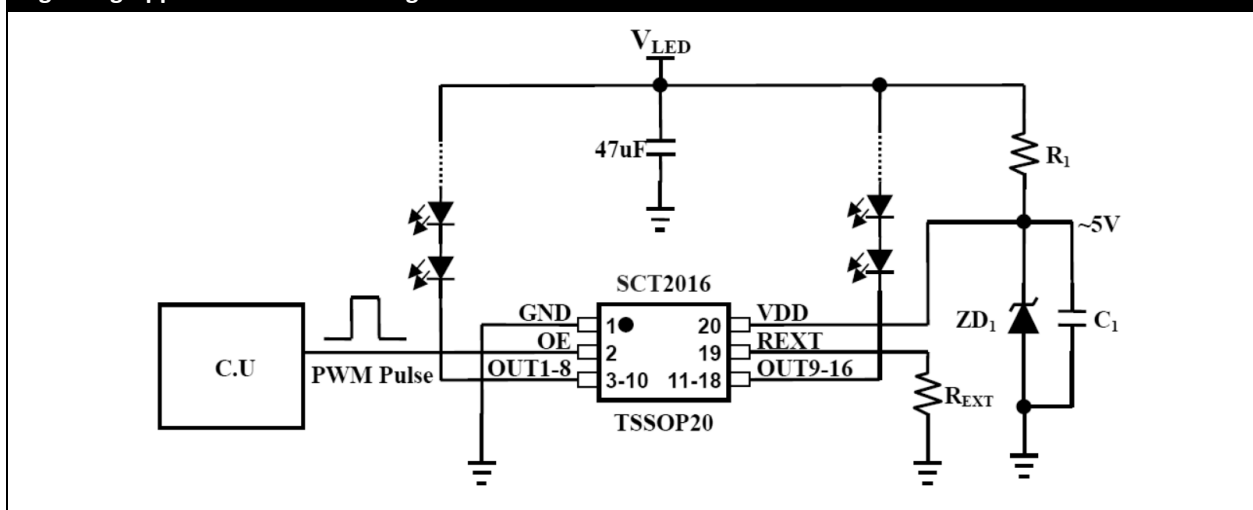 V_LED
47uF
R₁
~5V
SCT2016
GND
1
20
VDD
ZD₁
C₁
C.U
PWM Pulse
OE
2
19
REXT
OUT1-8
3-10
11-18
OUT9-16
R_EXT
TSSOP20